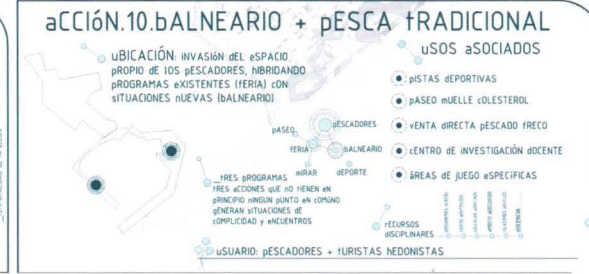 aCCIóN.10.bALNEARIO + pESCA tRADICIONAL
uBICACIÓN: iNVASIóN dEL eSPACIO
pROPIO DE lOS pESCADORES, hIBRIDANDO
pROGRAMAS eXISTENTES (fERIA) cON
sITUACIONES nUEVAS (bALNEARIO)
uSOS aSOCIADOS
pISTAS dEPORTIVAS
pASEO mUELLE cOLESTEROL
vENTA dIRECTA pESCADO fRECO
cENTRO DE iNVESTIGACIÓN dOCENTE
áREAS DE jUEGO eSPECíFICAS
pASEO
pESCADORES
fERIA
bALNEARIO
mIRAR
dEPORTE
_tRES pROGRAMAS
tRES aCCIONES qUE nO tIENEN eN
pRINCIPIO nINGUN pUNTO eN cOMúNO
gENERAN sITUACIONES DE
cOMPLICIDAD y eNCUENTROS
rECURSOS
dISCIPLINARES
dOCENCIA
uSUARIO: pESCADORES + tURISTAS hEDONISTAS